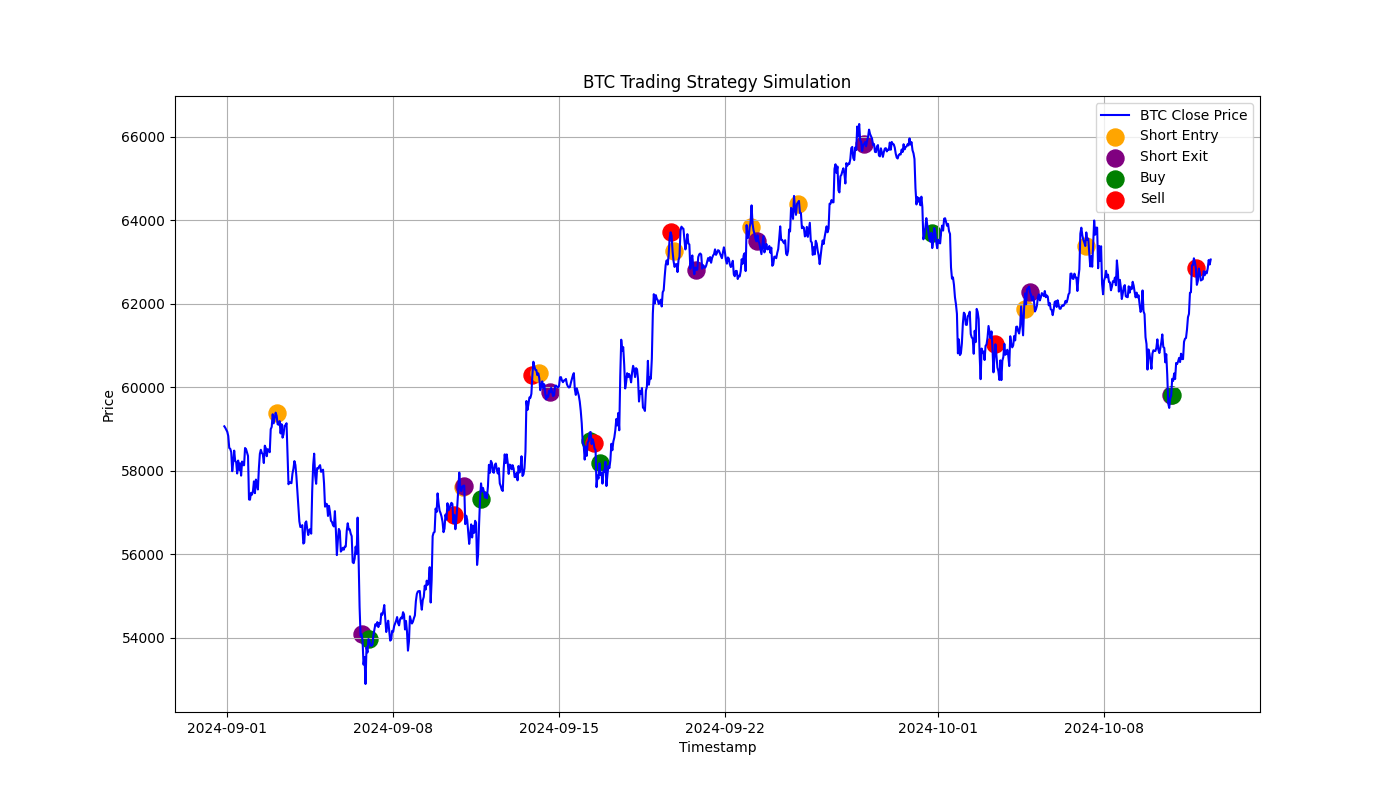 BTC Trading Strategy Simulation
BTC Close Price
Short Entry
Short Exit
Buy
Sell
66000
64000
62000
60000
58000
56000
54000
Price
2024-09-01 2024-09-08 2024-09-15 2024-09-22 2024-10-01 2024-10-08
Timestamp